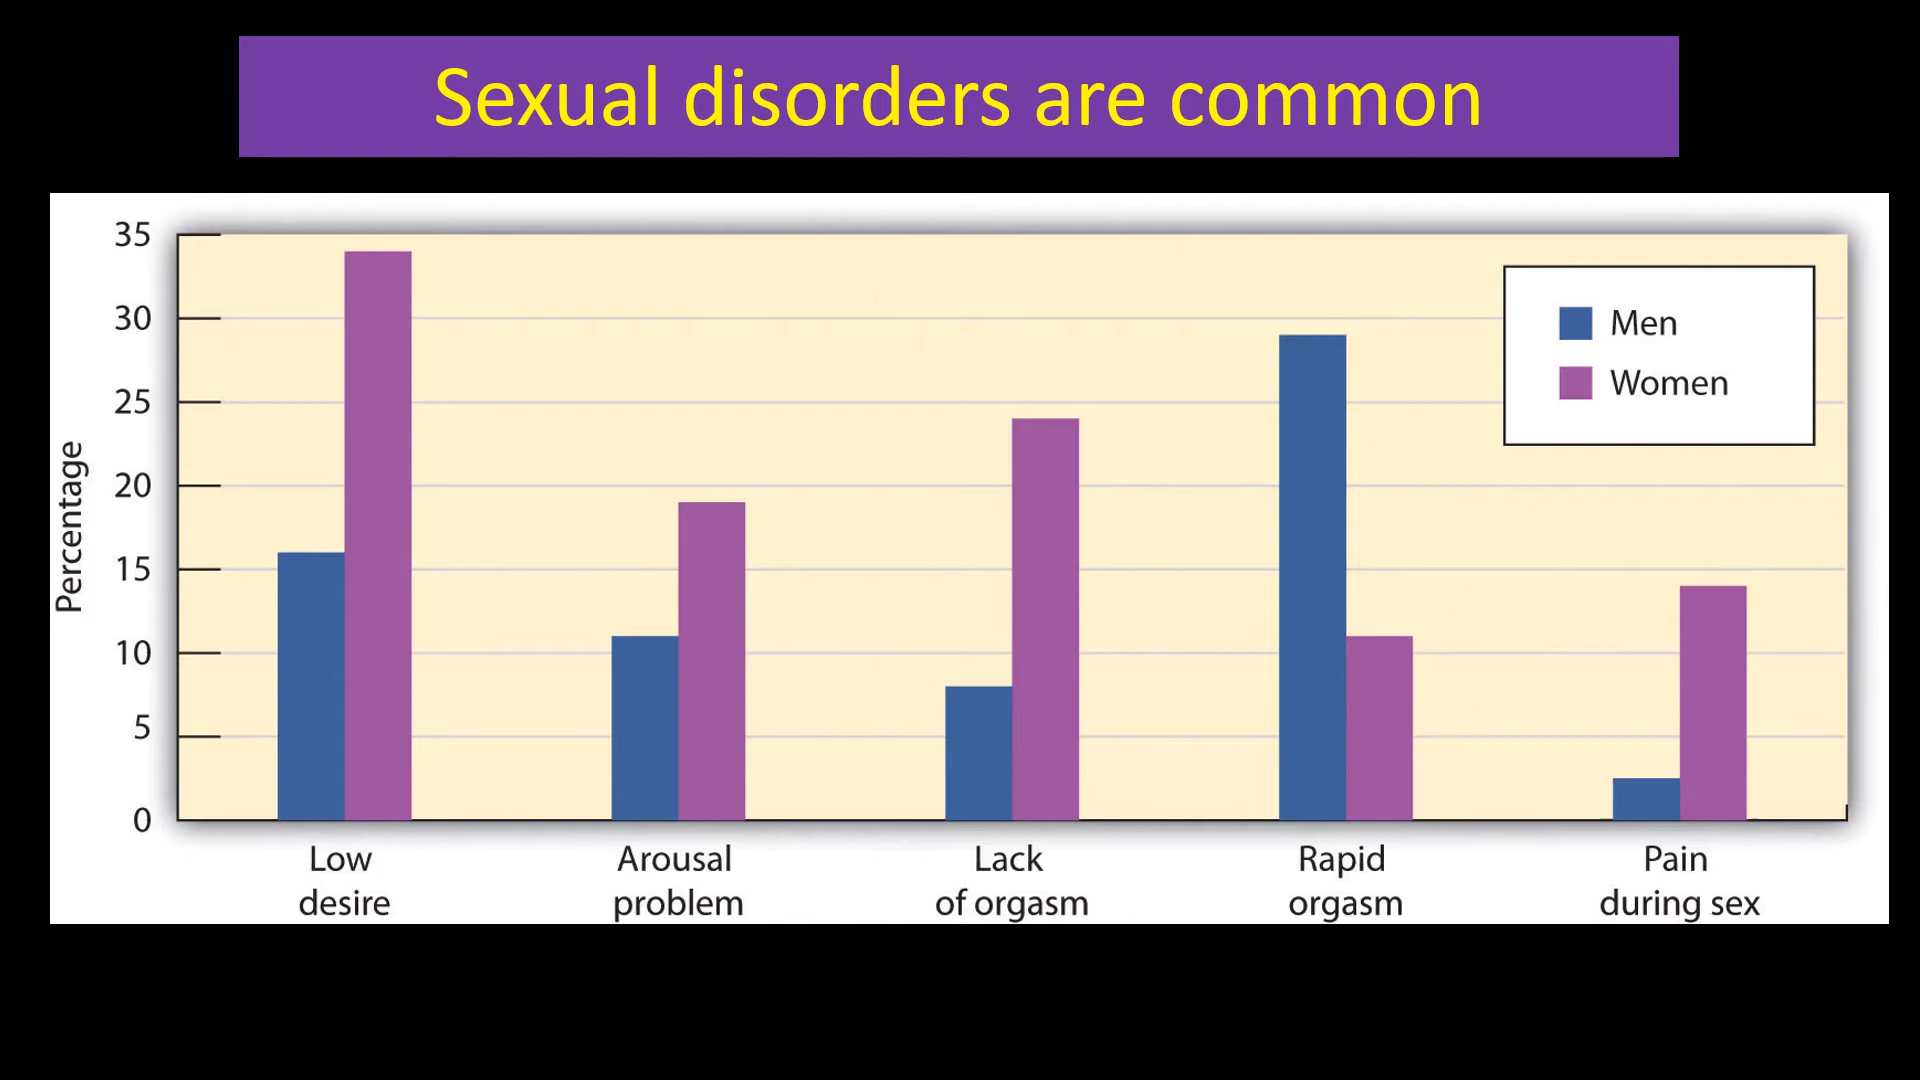 Sexual disorders are common
35
30
25
20
15
10
5
0
Percentage
Men
Women
Low
desire
Arousal
problem
Lack
of orgasm
Rapid
orgasm
Pain
during sex